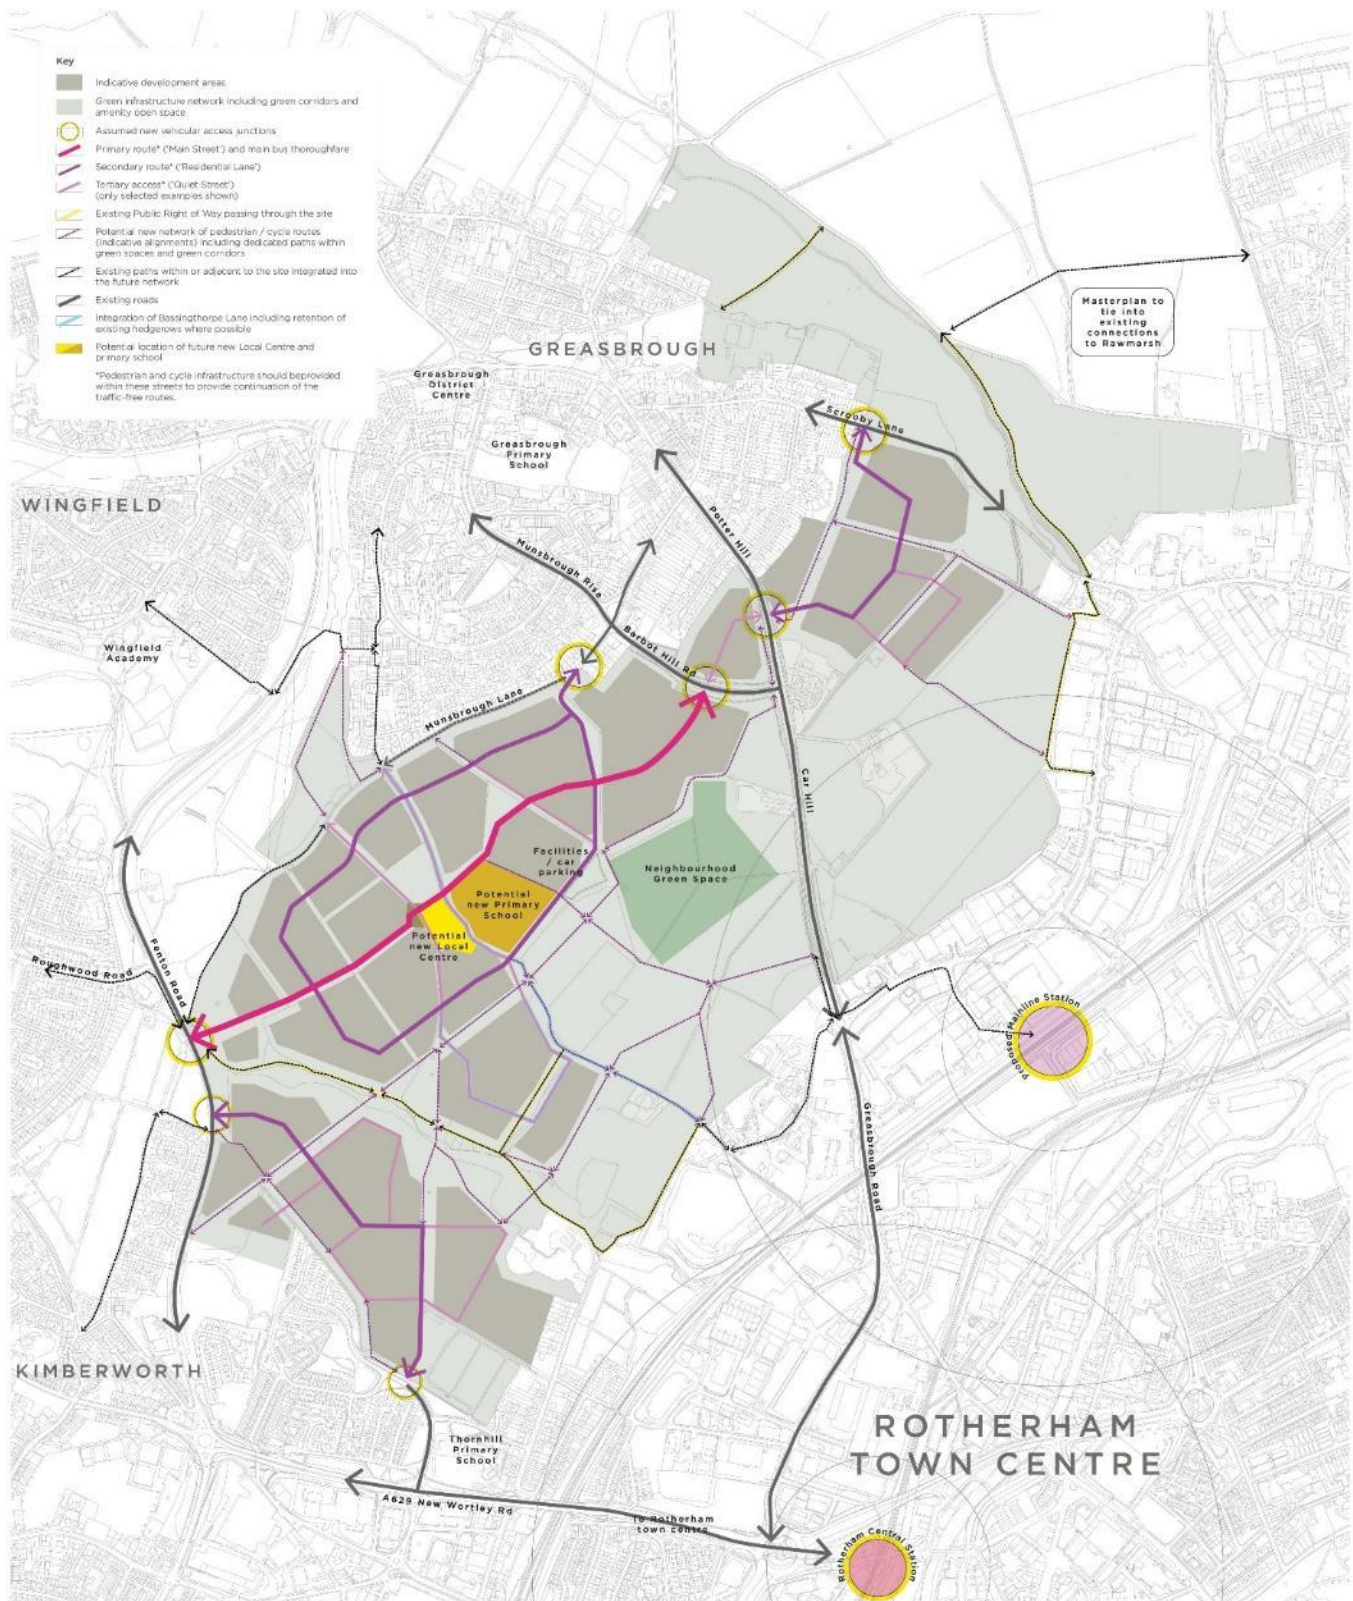 Key
Indicative development areas
Green infrastructure network including green corridors and
amenity open space
Assumed new vehicular access junctions
Primary route* ('Main Street') and main bus thoroughfare
Secondary route* ('Residential Lane')
Tertiary access* ('Quiet Street')
(only selected examples shown)
Existing Public Right of Way passing through the site
Potential new network of pedestrian / cycle routes
(indicative alignments) including dedicated paths within
green spaces and green corridors
Existing paths within or adjacent to the site integrated into
the future network
Existing roads
Integration of Bassingthorpe Lane including retention of
existing hedgerows where possible
Potential location of future new Local Centre and
primary school
*Pedestrian and cycle infrastructure should beprovided
within these streets to provide continuation of the
traffic-free routes.
Masterplan to
tie into
existing
connections
to Rawmarsh
GREASBROUGH
Greasbrough
District
Centre
Scrooby Lane
Greasbrough
Primary
School
WINGFIELD
Potter Hill
Munsbrough Rise
Barbot Hill Rd
Wingfield
Academy
Munsbrough Lane
Car Hill
Facilities
/ car
parking
Neighbourhood
Green Space
Potential
new Primary
School
Potential
new Local
Centre
Fenton Road
Roughwood Road
Proposed Mainline Station
Greasbrough Road
KIMBERWORTH
ROTHERHAM
TOWN CENTRE
Thornhill
Primary
School
A629 New Wortley Rd
To Rotherham
town centre
Rotherham Central Station